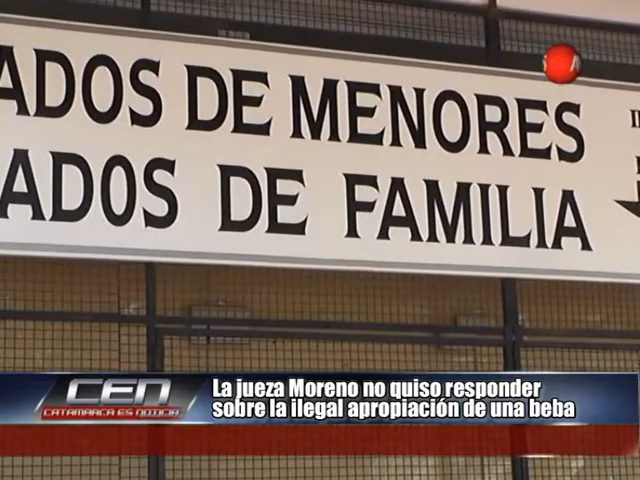 ADOS DE MENORES
ADOS DE FAMILIA
CEN
CATAMARCA ES NOTICIA
La jueza Moreno no quiso responder
sobre la ilegal apropiación de una beba